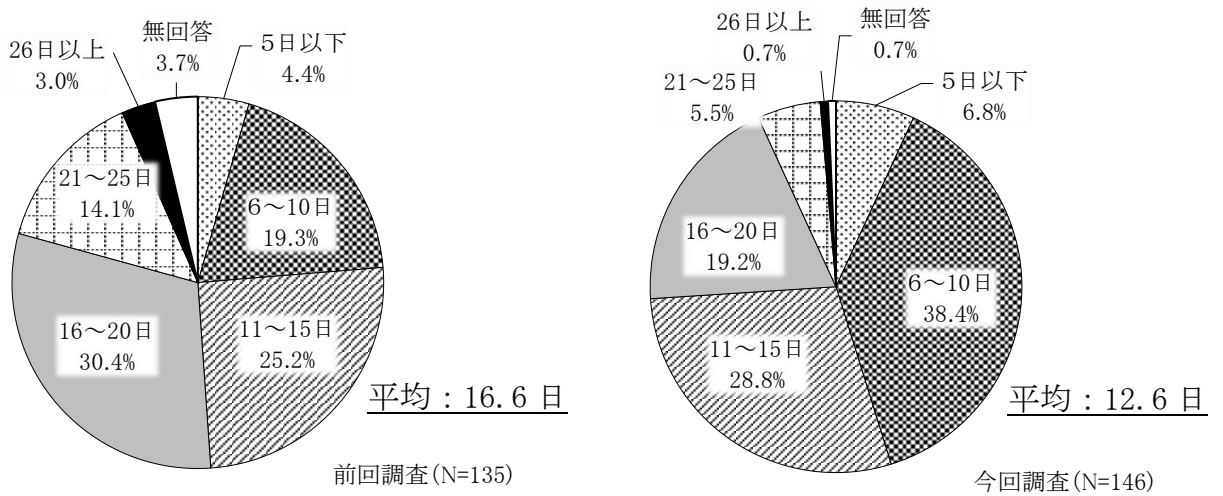 無回答
3.7%
26日以上
3.0%
5日以下
4.4%
21～25日
14.1%
6～10日
19.3%
16～20日
30.4%
11～15日
25.2%
平均：16.6 日
前回調査(N=135)
26日以上
0.7%
無回答
0.7%
21～25日
5.5%
5日以下
6.8%
16～20日
19.2%
6～10日
38.4%
11～15日
28.8%
平均：12.6 日
今回調査(N=146)